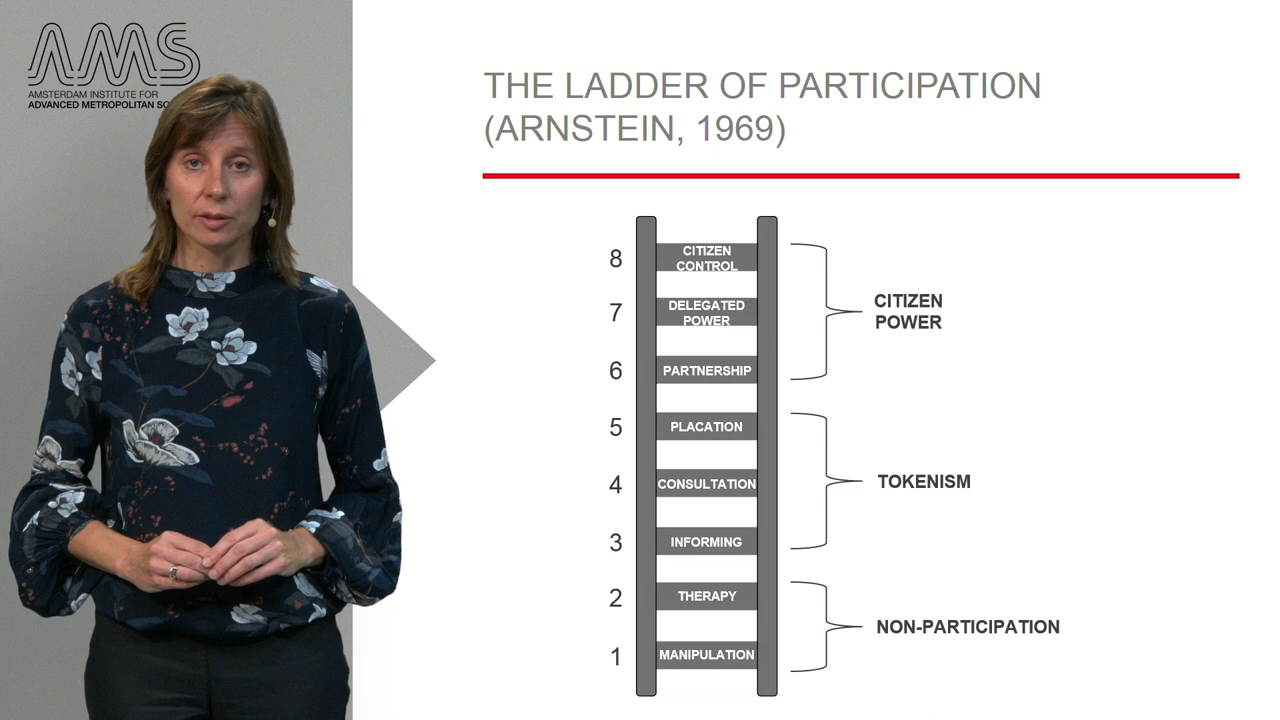 AMS
AMSTERDAM INSTITUTE FOR
ADVANCED METROPOLITAN
THE LADDER OF PARTICIPATION
(ARNSTEIN, 1969)
8
CITIZEN
CONTROL
7
DELEGATED
POWER
6
PARTNERSHIP
CITIZEN
POWER
5
PLACATION
4
CONSULTATION
3
INFORMING
TOKENISM
2
THERAPY
1
MANIPULATION
NON-PARTICIPATION